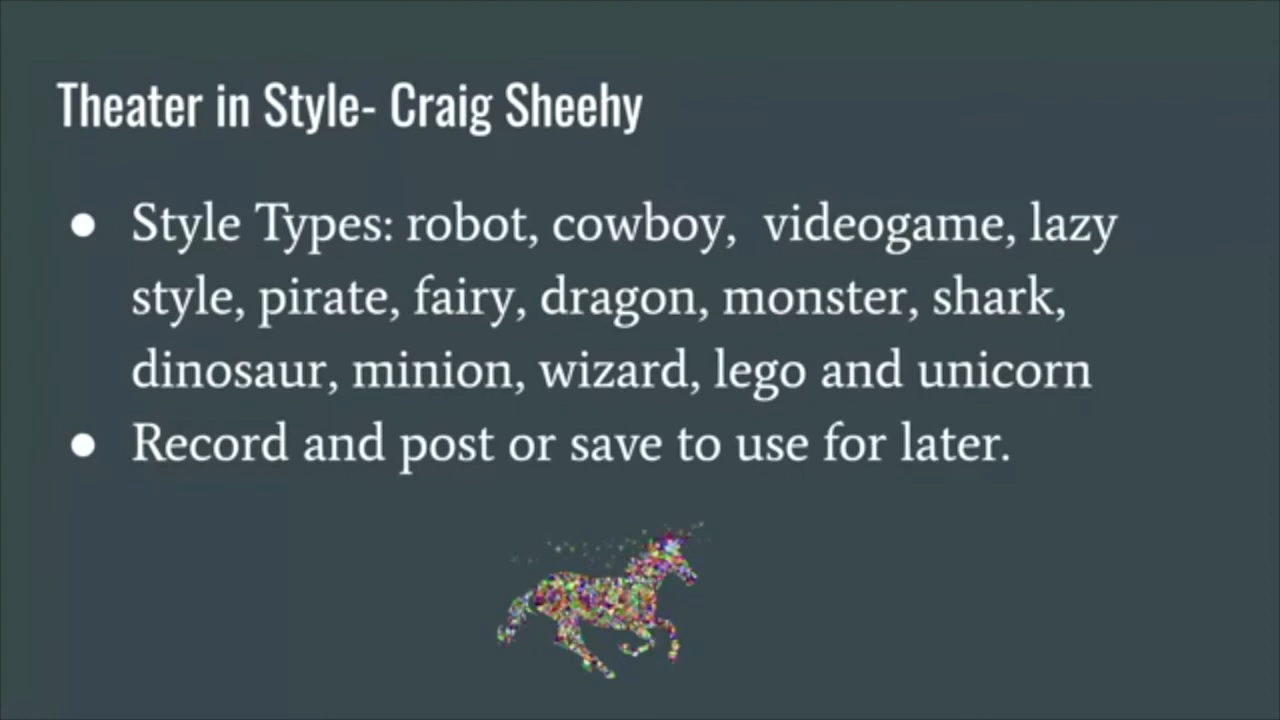 Theater in Style- Craig Sheehy
● Style Types: robot, cowboy,  videogame, lazy
style, pirate, fairy, dragon, monster, shark,
dinosaur, minion, wizard, lego and unicorn
● Record and post or save to use for later.